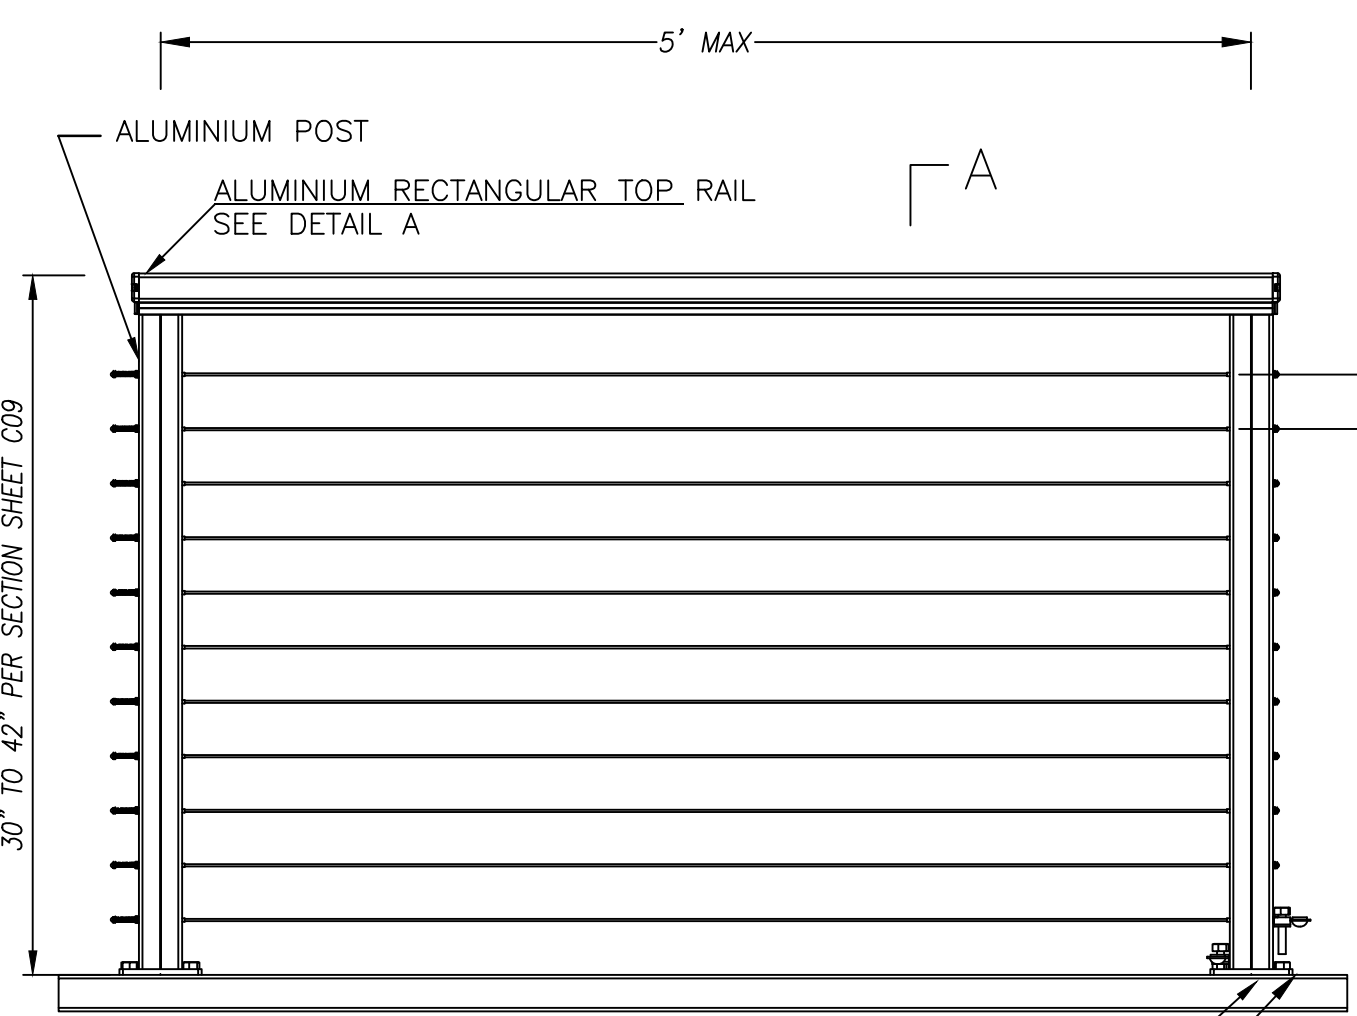 5' MAX
ALUMINIUM POST
ALUMINIUM RECTANGULAR TOP RAIL
SEE DETAIL A
A
30" TO 42" PER SECTION SHEET C09